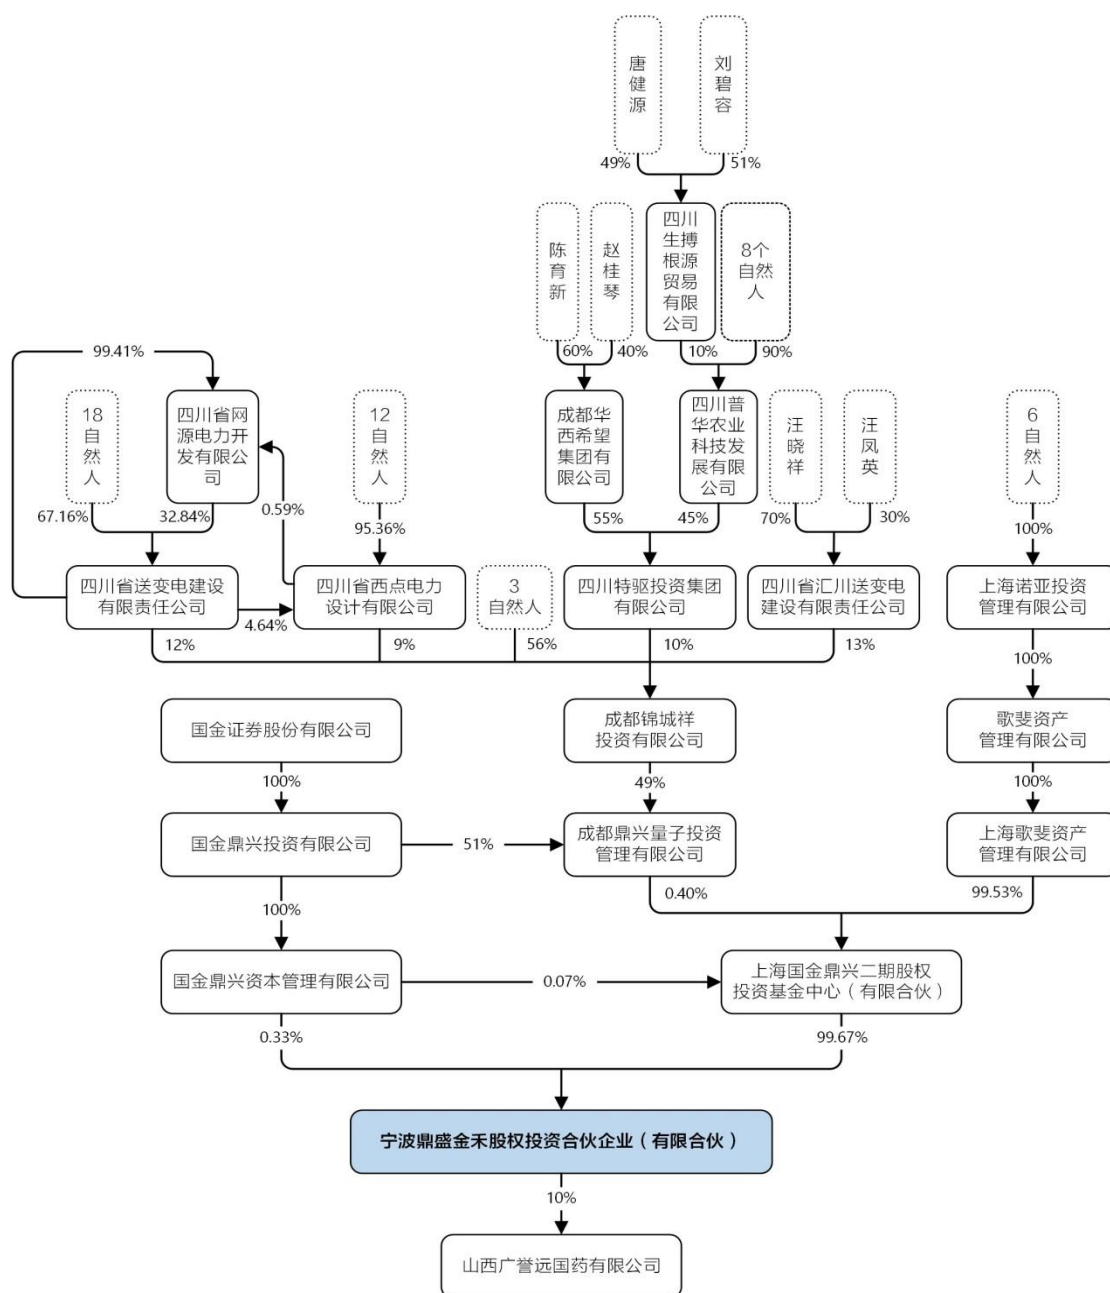 唐
健
源
刘
碧
容
49%
51%
陈
育
新
赵
桂
琴
四川
生搏
根源
贸易
有限
公司
8个
自然
人
60%
40%
10%
90%
99.41%
18
自
然
人
四川省网
源电力开
发有限公
司
12
自
然
人
成都华
西希望
集团有
限公司
四川普
华农业
科技发
展有限
公司
汪
晓
祥
汪
凤
英
6
自
然
人
67.16%
32.84%
0.59%
95.36%
55%
45%
70%
30%
100%
四川省送变电建设
有限责任公司
4.64%
四川省西点电力
设计有限公司
3
自然人
四川特驱投资集团
有限公司
四川省汇川送变电
建设有限责任公司
上海诺亚投资
管理有限公司
12%
9%
56%
10%
13%
100%
国金证券股份有限公司
成都锦城祥
投资有限公司
歌斐资产
管理有限公司
100%
49%
100%
国金鼎兴投资有限公司
51%
成都鼎兴量子投资
管理有限公司
上海歌斐资产
管理有限公司
100%
0.40%
99.53%
国金鼎兴资本管理有限公司
0.07%
上海国金鼎兴二期股权
投资基金中心（有限合伙）
0.33%
99.67%
宁波鼎盛金禾股权投资合伙企业（有限合伙）
10%
山西广誉远国药有限公司